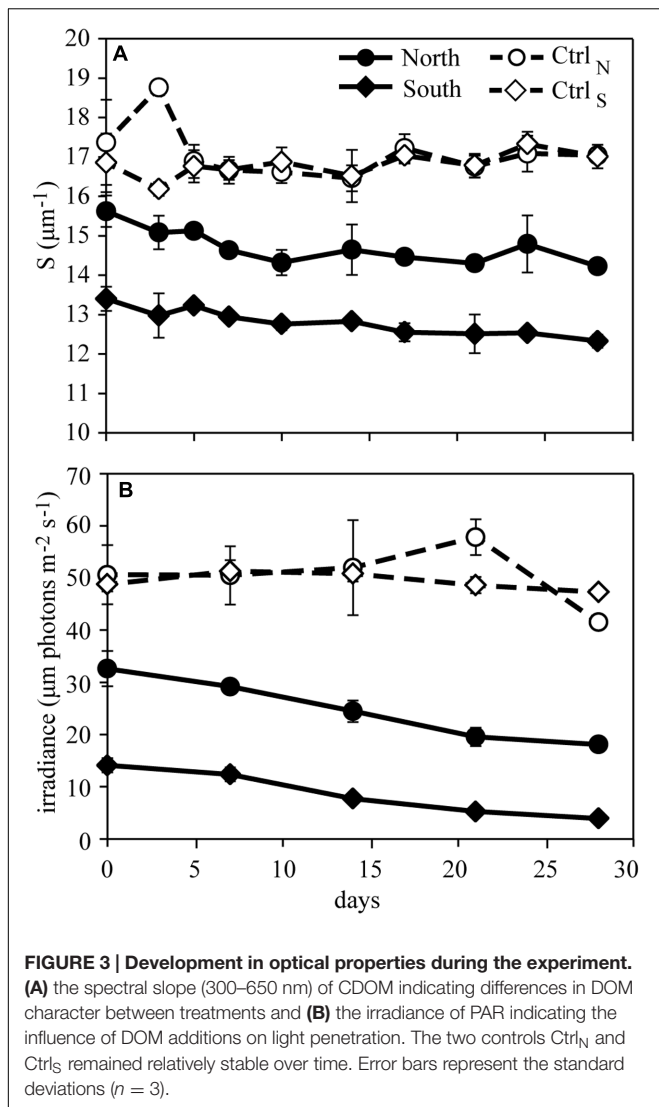 20
19
18
17
16
15
14
13
12
11
10
S (µm⁻¹)
A
North
South
Ctrl N
Ctrl S
70
60
50
40
30
20
10
0
irradiance (µm photons m⁻² s⁻¹)
B
0 5 10 15 20 25 30
days
FIGURE 3 | Development in optical properties during the experiment.
(A) the spectral slope (300–650 nm) of CDOM indicating differences in DOM
character between treatments and (B) the irradiance of PAR indicating the
influence of DOM additions on light penetration. The two controls CtrlN and
CtrlS remained relatively stable over time. Error bars represent the standard
deviations (n = 3).